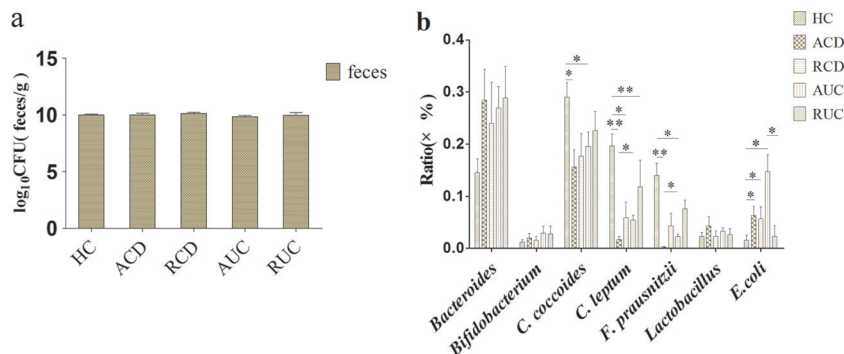 a
log10CFU( feces/g)
15
10
5
0
HC
ACD
RCD
AUC
RUC
feces
b
Ratio(× %)
0.4
0.3
0.2
0.1
0.0
* *
** ** * * **
** * *
* * * *
Bacteroides
Bifidobacterium
C. coccoides
C. leptum
F. prausnitzii
Lactobacillus
E.coli
HC
ACD
RCD
AUC
RUC